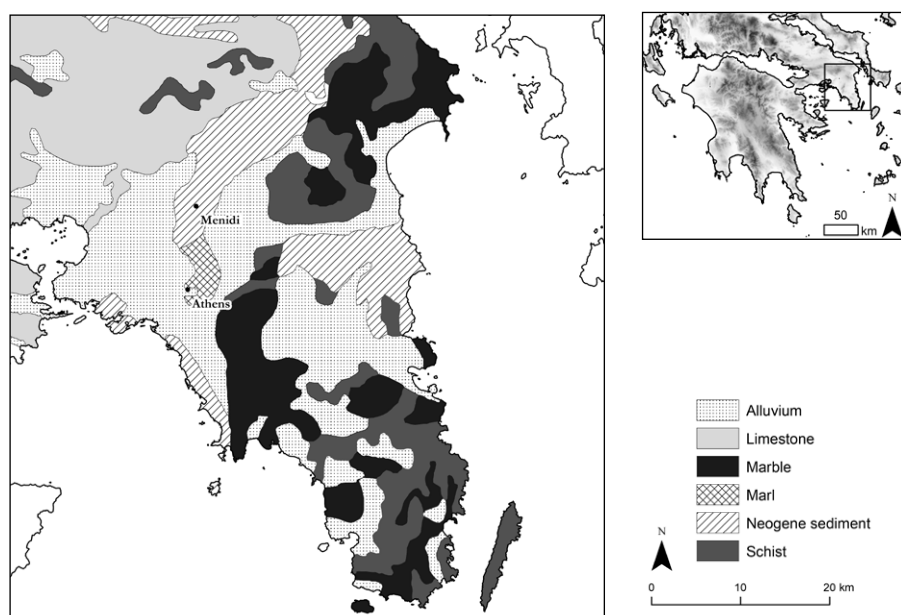 Menidi
Athens
N
50
km
Alluvium
Limestone
Marble
Marl
Neogene sediment
Schist
N
0 10 20 km